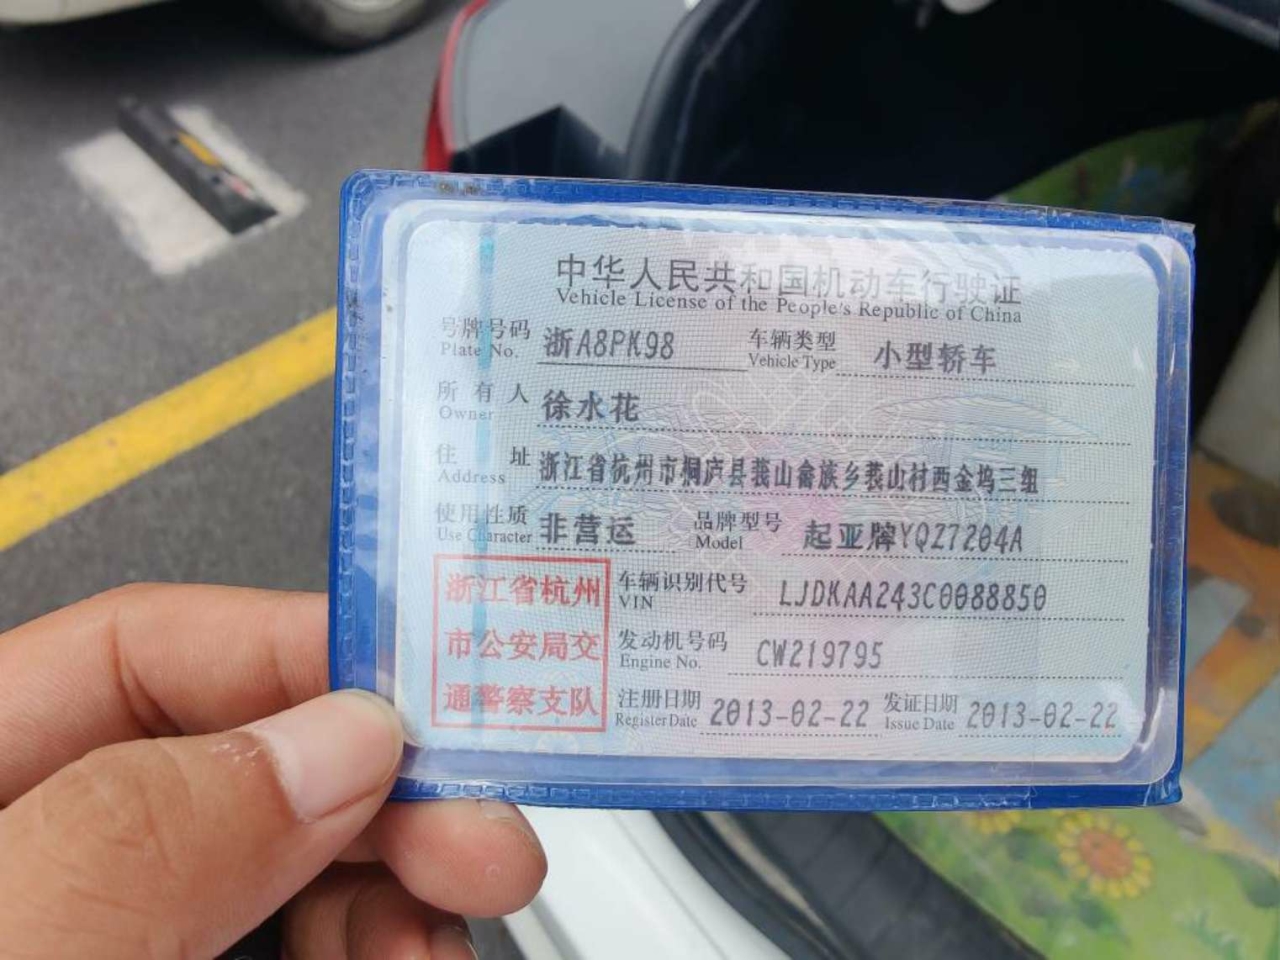 中华人民共和国机动车行驶证
Vehicle License of the People's Republic of China
号牌号码 浙A8PK98 车辆类型 小型轿车
Plate No. Vehicle Type
所有人 徐水花
Owner
住址 浙江省杭州市桐庐县莪山畲族乡莪山村西金坞三组
Address
使用性质 非营运 品牌型号 起亚牌YQZ7204A
Use Character Model
浙江省杭州
市公安局交
通警察支队
车辆识别代号 LJDKAA243C0088850
VIN
发动机号码 CW219795
Engine No.
注册日期 2013-02-22 发证日期 2013-02-22
Register Date Issue Date